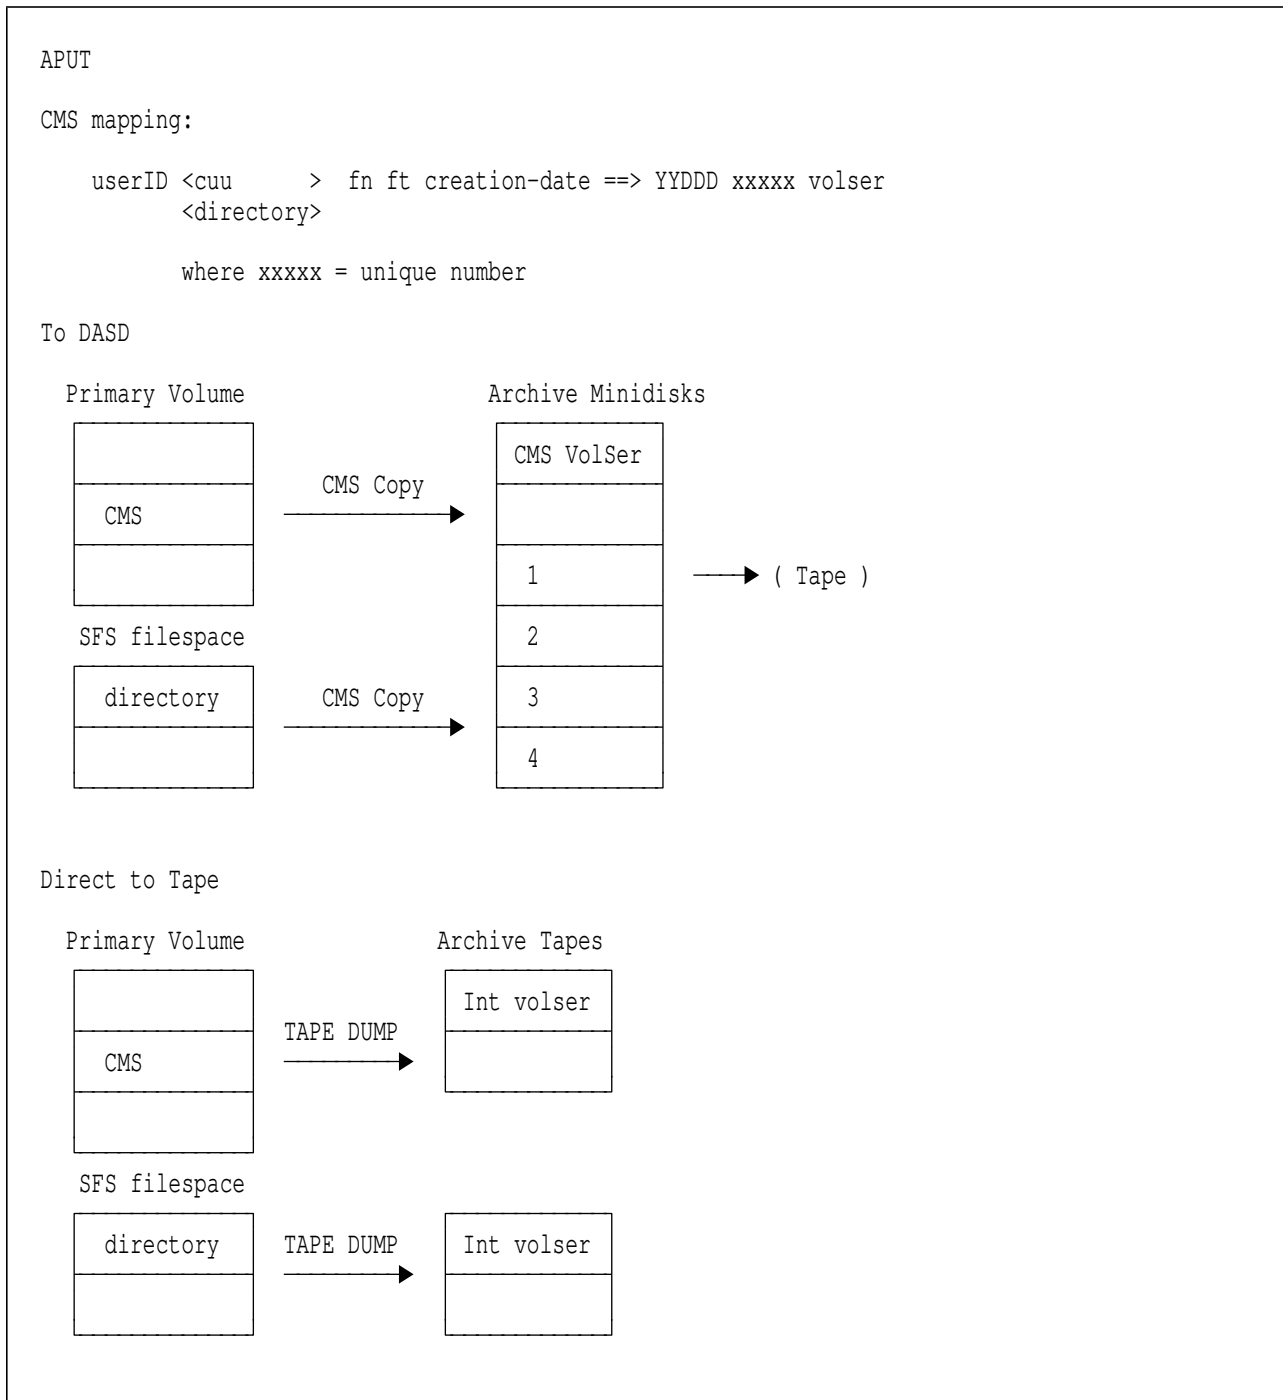 APUT
CMS mapping:
userID <cuu      >  fn ft creation-date ==> YYDDD xxxxx volser
<directory>
where xxxxx = unique number
To DASD
Primary Volume
Archive Minidisks
CMS VolSer
CMS Copy
CMS
1
( Tape )
SFS filespace
2
directory
CMS Copy
3
4
Direct to Tape
Primary Volume
Archive Tapes
Int volser
TAPE DUMP
CMS
SFS filespace
directory
TAPE DUMP
Int volser